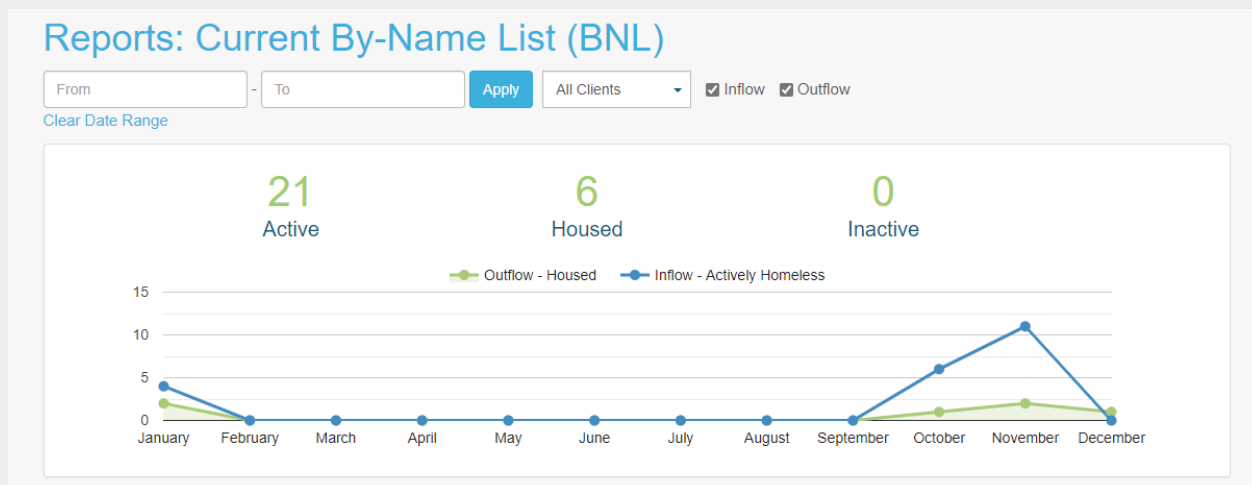 Reports: Current By-Name List (BNL)
From - To Apply All Clients Inflow Outflow
Clear Date Range
21 6 0
Active Housed Inactive
Outflow - Housed Inflow - Actively Homeless
15
10
5
0
January February March April May June July August September October November December